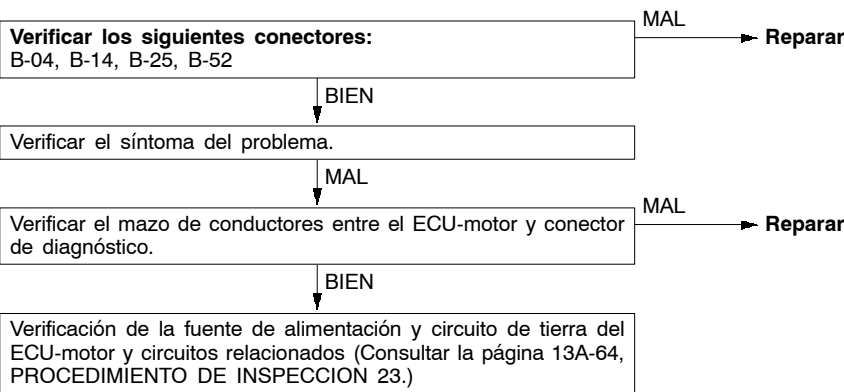 MAL
Verificar los siguientes conectores:
Reparar
B-04, B-14, B-25, B-52
BIEN
Verificar el síntoma del problema.
MAL
MAL
Verificar el mazo de conductores entre el ECU-motor y conector
Reparar
de diagnóstico.
BIEN
Verificación de la fuente de alimentación y circuito de tierra del
ECU-motor y circuitos relacionados (Consultar la página 13A-64,
PROCEDIMIENTO DE INSPECCION 23.)